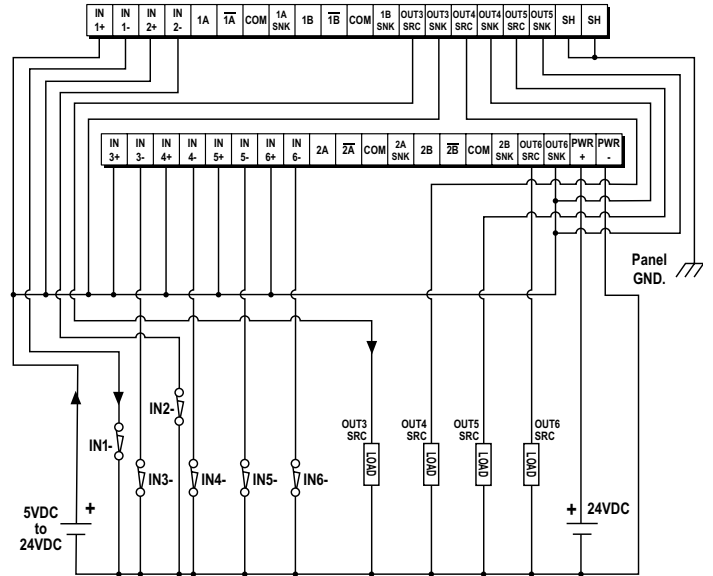 IN 1+ IN 1- IN 2+ IN 2- 1A 1A COM 1A SNK 1B 1B COM 1B SNK OUT3 SRC OUT3 SNK OUT4 SRC OUT4 SNK OUT5 SRC OUT5 SNK SH SH
IN 3+ IN 3- IN 4+ IN 4- IN 5+ IN 5- IN 6+ IN 6- 2A 2A COM 2A SNK 2B 2B COM 2B SNK OUT6 SRC OUT6 SNK PWR + PWR -
Panel
GND.
IN2-
OUT3
SRC
OUT4
SRC
OUT5
SRC
OUT6
SRC
IN1-
LOAD
LOAD
LOAD
LOAD
IN3-
IN4-
IN5-
IN6-
+
5VDC
to
24VDC
+
24VDC